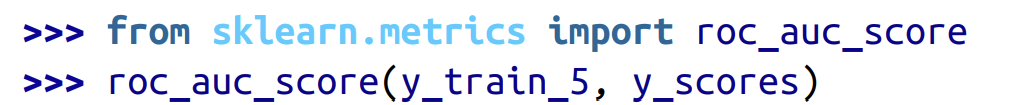 >>> from sklearn.metrics import roc_auc_score
>>> roc_auc_score(y_train_5, y_scores)